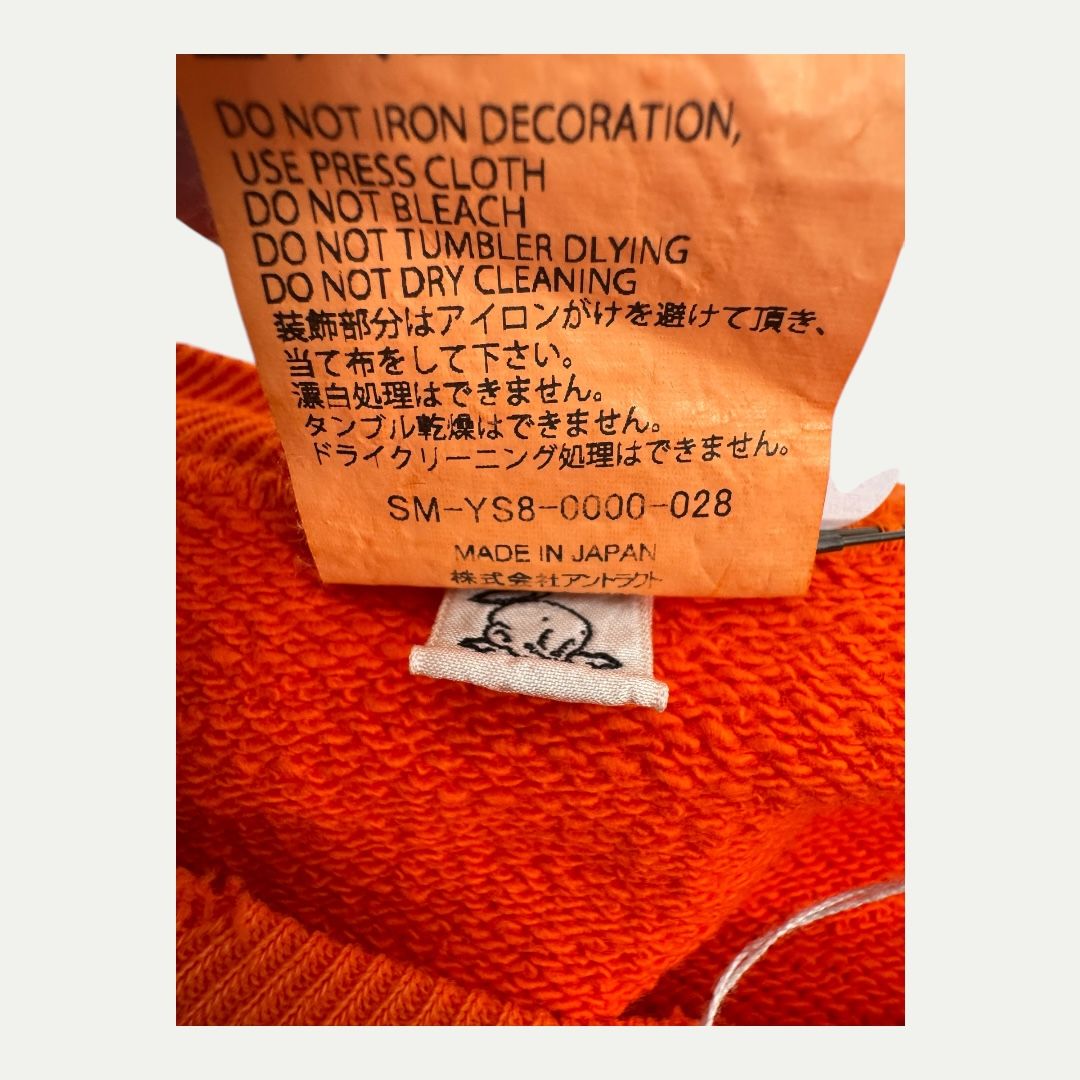 DO NOT IRON DECORATION,
USE PRESS CLOTH
DO NOT BLEACH
DO NOT TUMBLER DLYING
DO NOT DRY CLEANING
装飾部分はアイロンがけを避けて頂き、
当て布をして下さい。
漂白処理はできません。
タンブル乾燥はできません。
ドライクリーニング処理はできません。
SM-YS8-0000-028
MADE IN JAPAN
株式会社アントラクト